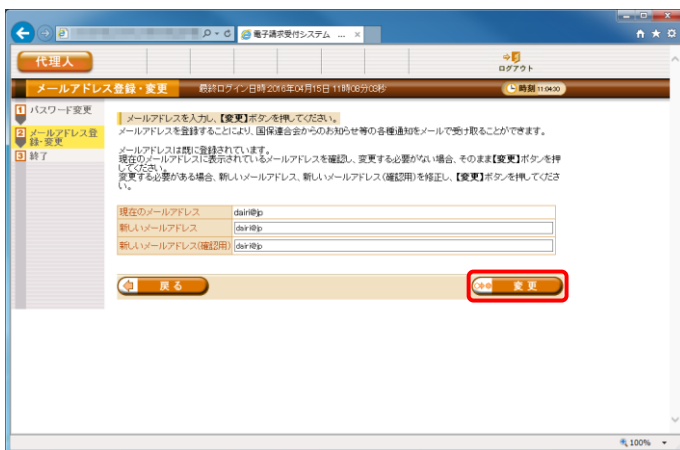 電子請求受付システム ...
代理人
ログアウト
メールアドレス登録・変更
最終ログイン日時:2016年04月15日 11時08分03秒
時刻 11:04:30
1 パスワード変更
2 メールアドレス登
録・変更
3 終了
メールアドレスを入力し、【変更】ボタンを押してください。
メールアドレスを登録することにより、国保連合会からのお知らせ等の各種通知をメールで受け取ることができます。
メールアドレスは既に登録されています。
現在のメールアドレスに表示されているメールアドレスを確認し、変更する必要がない場合、そのまま【変更】ボタンを押
してください。
変更する必要がある場合、新しいメールアドレス、新しいメールアドレス(確認用)を修正し、【変更】ボタンを押してくださ
い。
現在のメールアドレス dairi@jp
新しいメールアドレス dairi@jp
新しいメールアドレス(確認用) dairi@jp
戻る
変更
100%